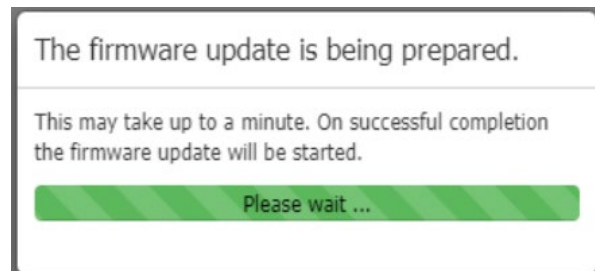 The firmware update is being prepared.
This may take up to a minute. On successful completion
the firmware update will be started.
Please wait ...